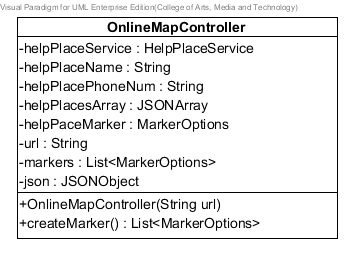 Visual Paradigm for UML Enterprise Edition(College of Arts, Media and Technology)
OnlineMapController
-helpPlaceService : HelpPlaceService
-helpPlaceName : String
-helpPlacePhoneNum : String
-helpPlacesArray : JSONArray
-helpPaceMarker : MarkerOptions
-url : String
-markers : List<MarkerOptions>
-json : JSONObject
+OnlineMapController(String url)
+createMarker() : List<MarkerOptions>